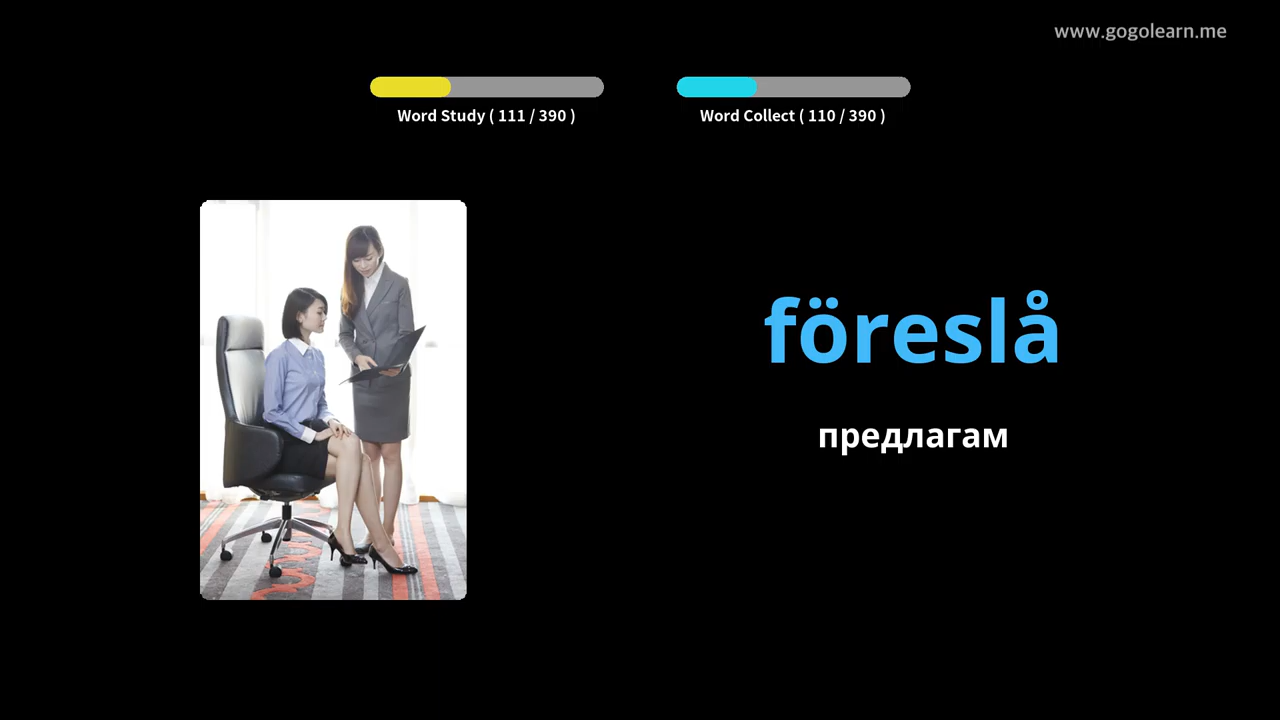 www.gogolearn.me
Word Study ( 111 / 390 )
Word Collect ( 110 / 390 )
föreslå
предлагам